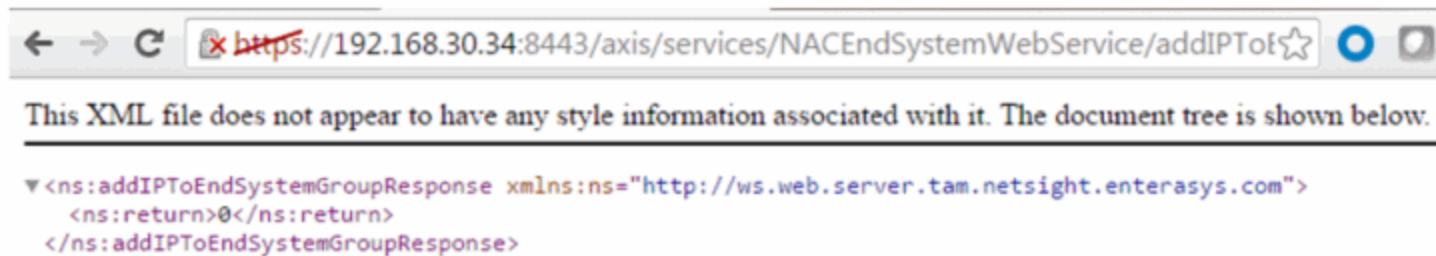 https://192.168.30.34:8443/axis/services/NACEndSystemWebService/addIPToE
This XML file does not appear to have any style information associated with it. The document tree is shown below.
▼<ns:addIPToEndSystemGroupResponse xmlns:ns="http://ws.web.server.tam.netsight.enterasys.com">
<ns:return>0</ns:return>
</ns:addIPToEndSystemGroupResponse>